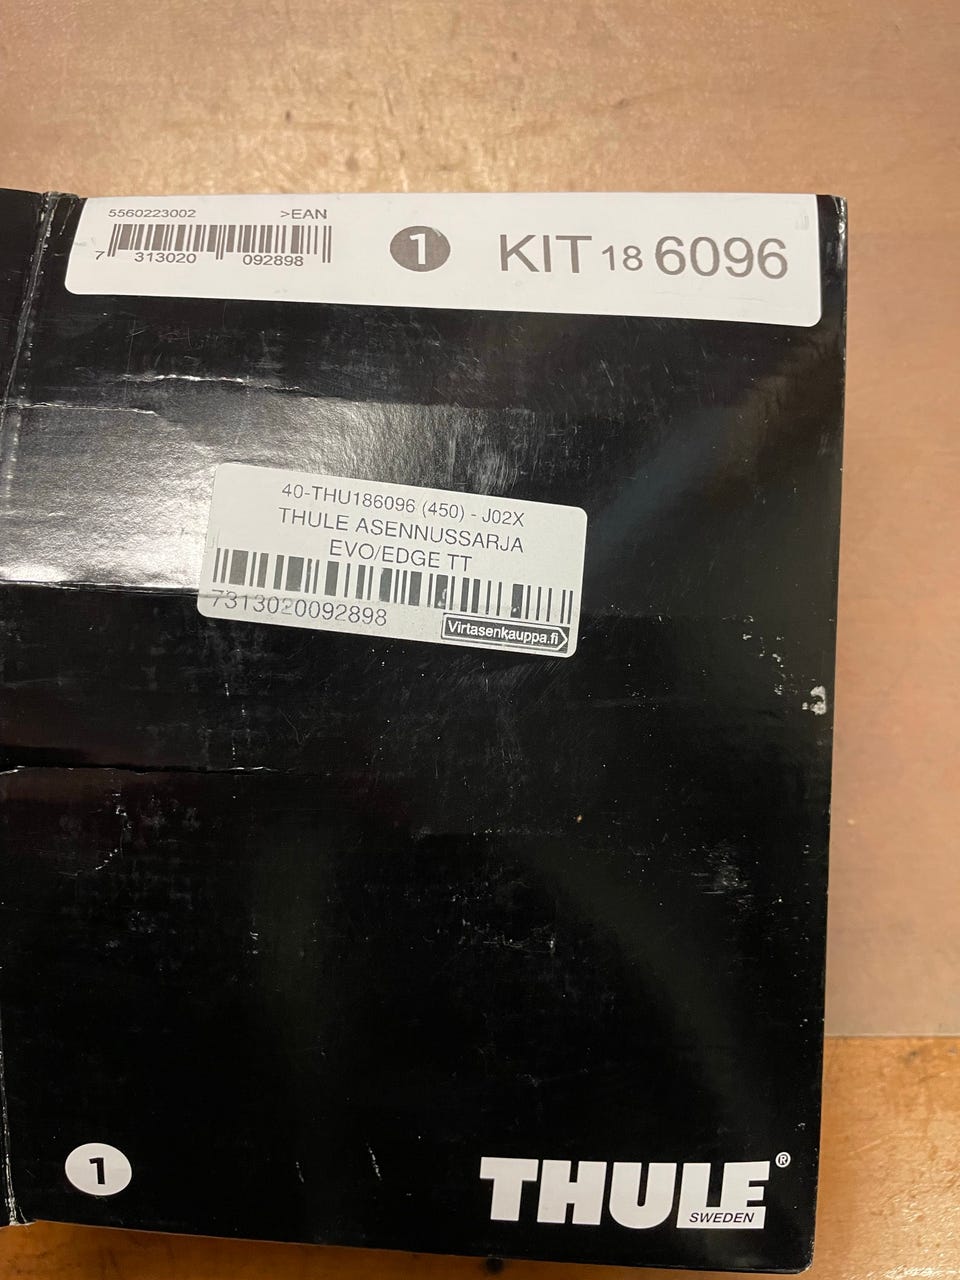 5560223002 >EAN
7 313020 092898
1 KIT 18 6096
40-THU186096 (450) - J02X
THULE ASENNUSSARJA
EVO/EDGE TT
7313020092898
Virtasenkauppa.fi
1
THULE®
SWEDEN